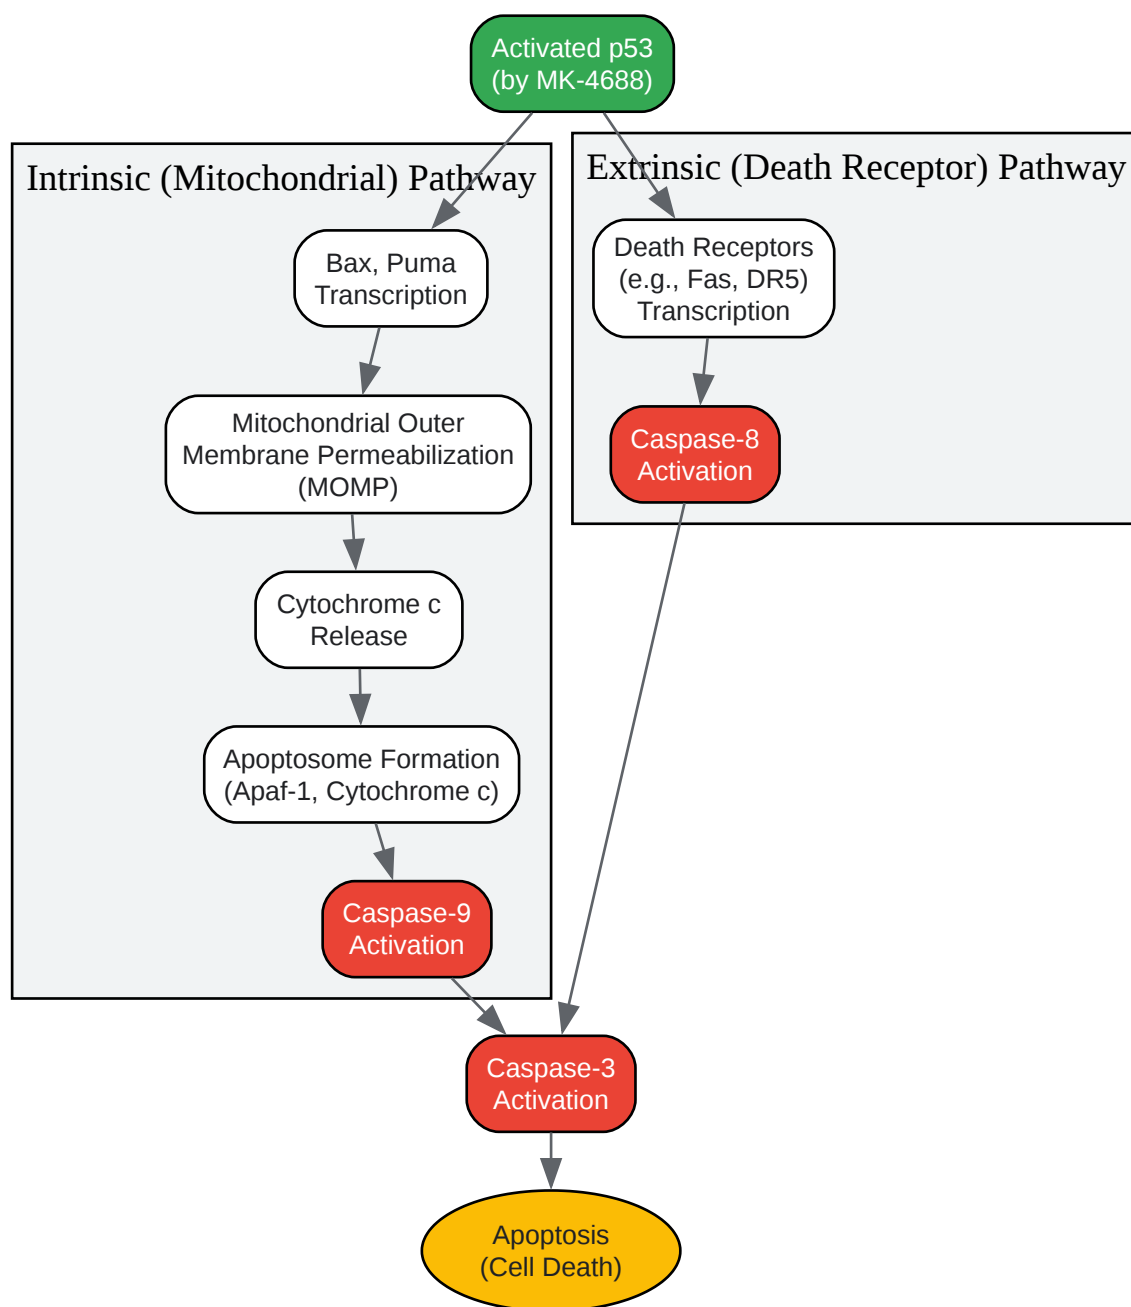 Activated p53
(by MK-4688)
Intrinsic (Mitochondrial) Pathway
Bax, Puma
Transcription
Mitochondrial Outer
Membrane Permeabilization
(MOMP)
Cytochrome c
Release
Apoptosome Formation
(Apaf-1, Cytochrome c)
Caspase-9
Activation
Extrinsic (Death Receptor) Pathway
Death Receptors
(e.g., Fas, DR5)
Transcription
Caspase-8
Activation
Caspase-3
Activation
Apoptosis
(Cell Death)